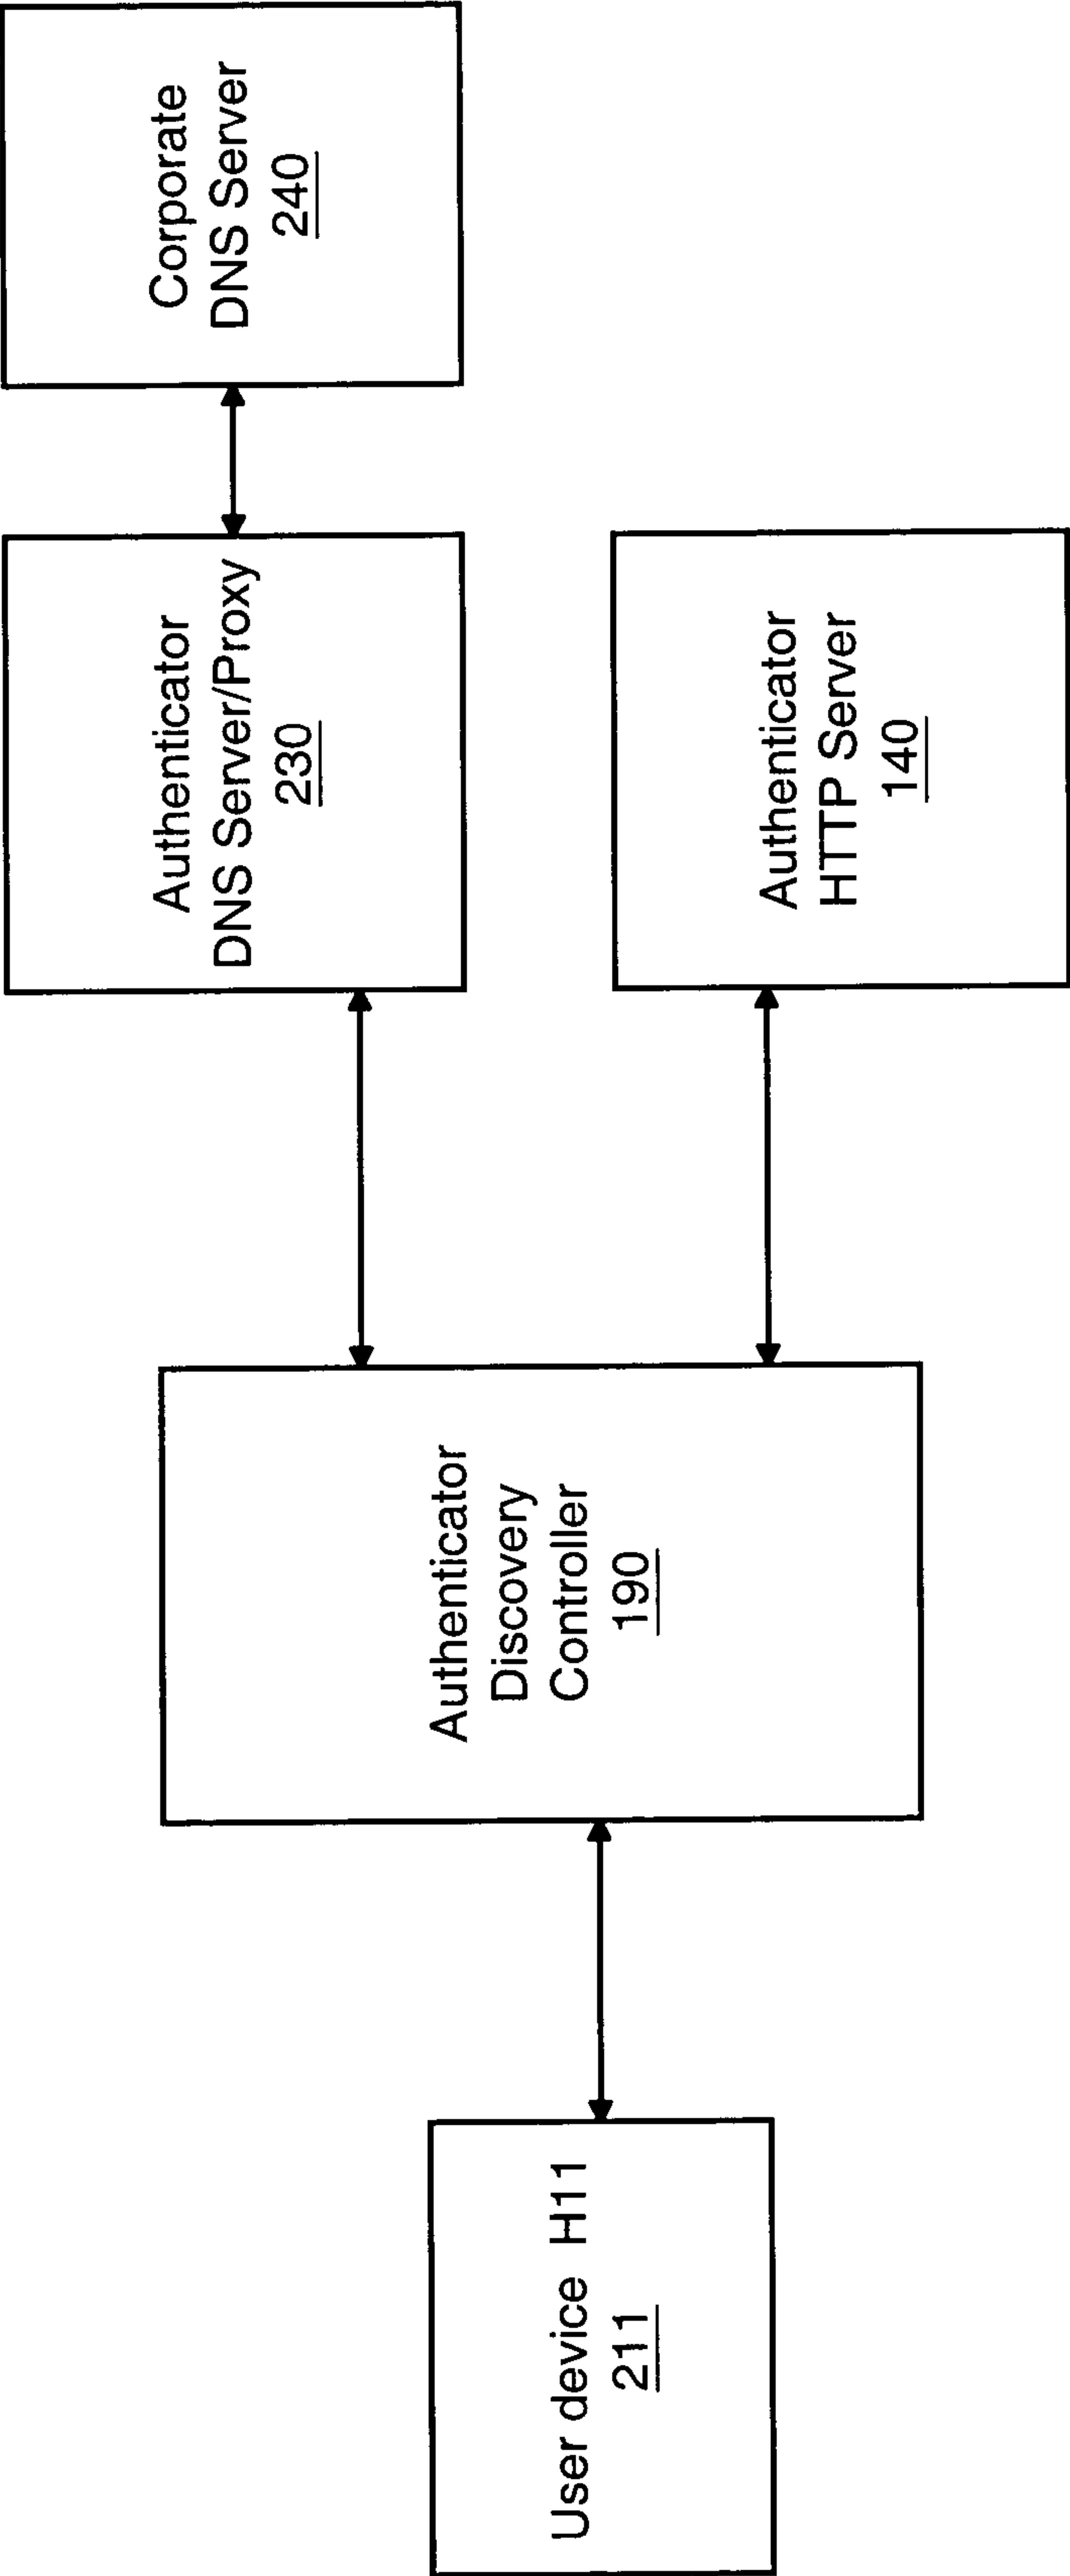 User device H11
211
Authenticator
Discovery
Controller
190
Authenticator
DNS Server/Proxy
230
Corporate
DNS Server
240
Authenticator
HTTP Server
140